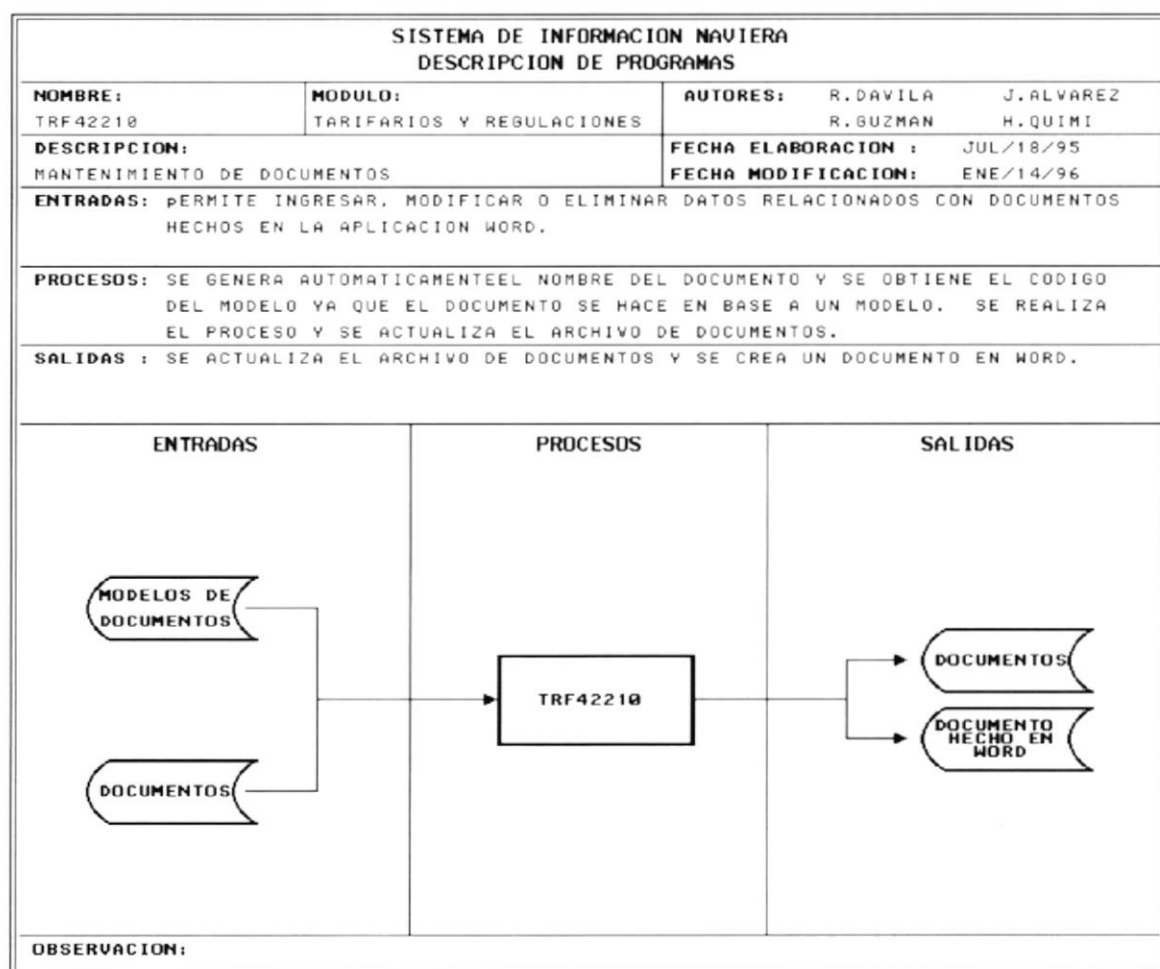 SISTEMA DE INFORMACION NAVIERA
DESCRIPCION DE PROGRAMAS
NOMBRE: MODULO: AUTORES: R.DAVILA J.ALVAREZ
TRF42210 TARIFARIOS Y REGULACIONES R.GUZMAN H.QUIMI
DESCRIPCION: FECHA ELABORACION : JUL/18/95
MANTENIMIENTO DE DOCUMENTOS FECHA MODIFICACION: ENE/14/96
ENTRADAS: pERMITE INGRESAR, MODIFICAR O ELIMINAR DATOS RELACIONADOS CON DOCUMENTOS
HECHOS EN LA APLICACION WORD.
PROCESOS: SE GENERA AUTOMATICAMENTEEL NOMBRE DEL DOCUMENTO Y SE OBTIENE EL CODIGO
DEL MODELO YA QUE EL DOCUMENTO SE HACE EN BASE A UN MODELO. SE REALIZA
EL PROCESO Y SE ACTUALIZA EL ARCHIVO DE DOCUMENTOS.
SALIDAS : SE ACTUALIZA EL ARCHIVO DE DOCUMENTOS Y SE CREA UN DOCUMENTO EN WORD.
ENTRADAS PROCESOS SALIDAS
MODELOS DE
DOCUMENTOS
DOCUMENTOS
TRF42210
DOCUMENTOS
DOCUMENTO
HECHO EN
WORD
OBSERVACION: